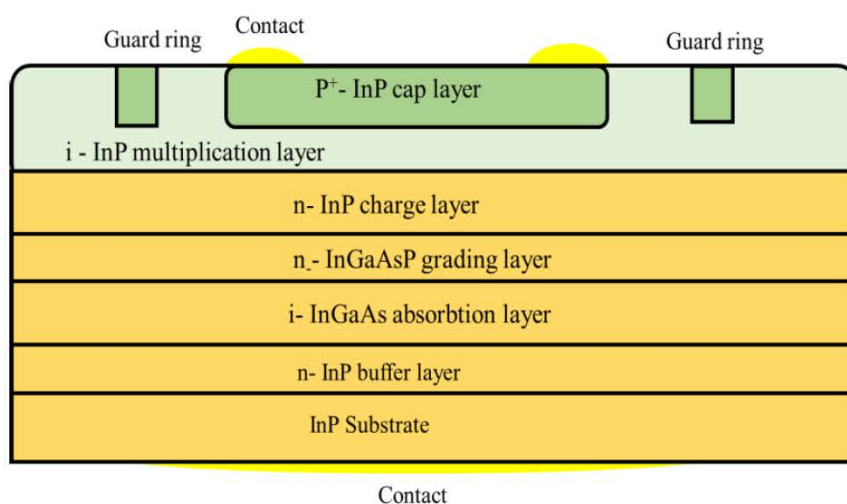 Contact
Guard ring
Guard ring
P⁺- InP cap layer
i - InP multiplication layer
n- InP charge layer
n_- InGaAsP grading layer
i- InGaAs absorbtion layer
n- InP buffer layer
InP Substrate
Contact